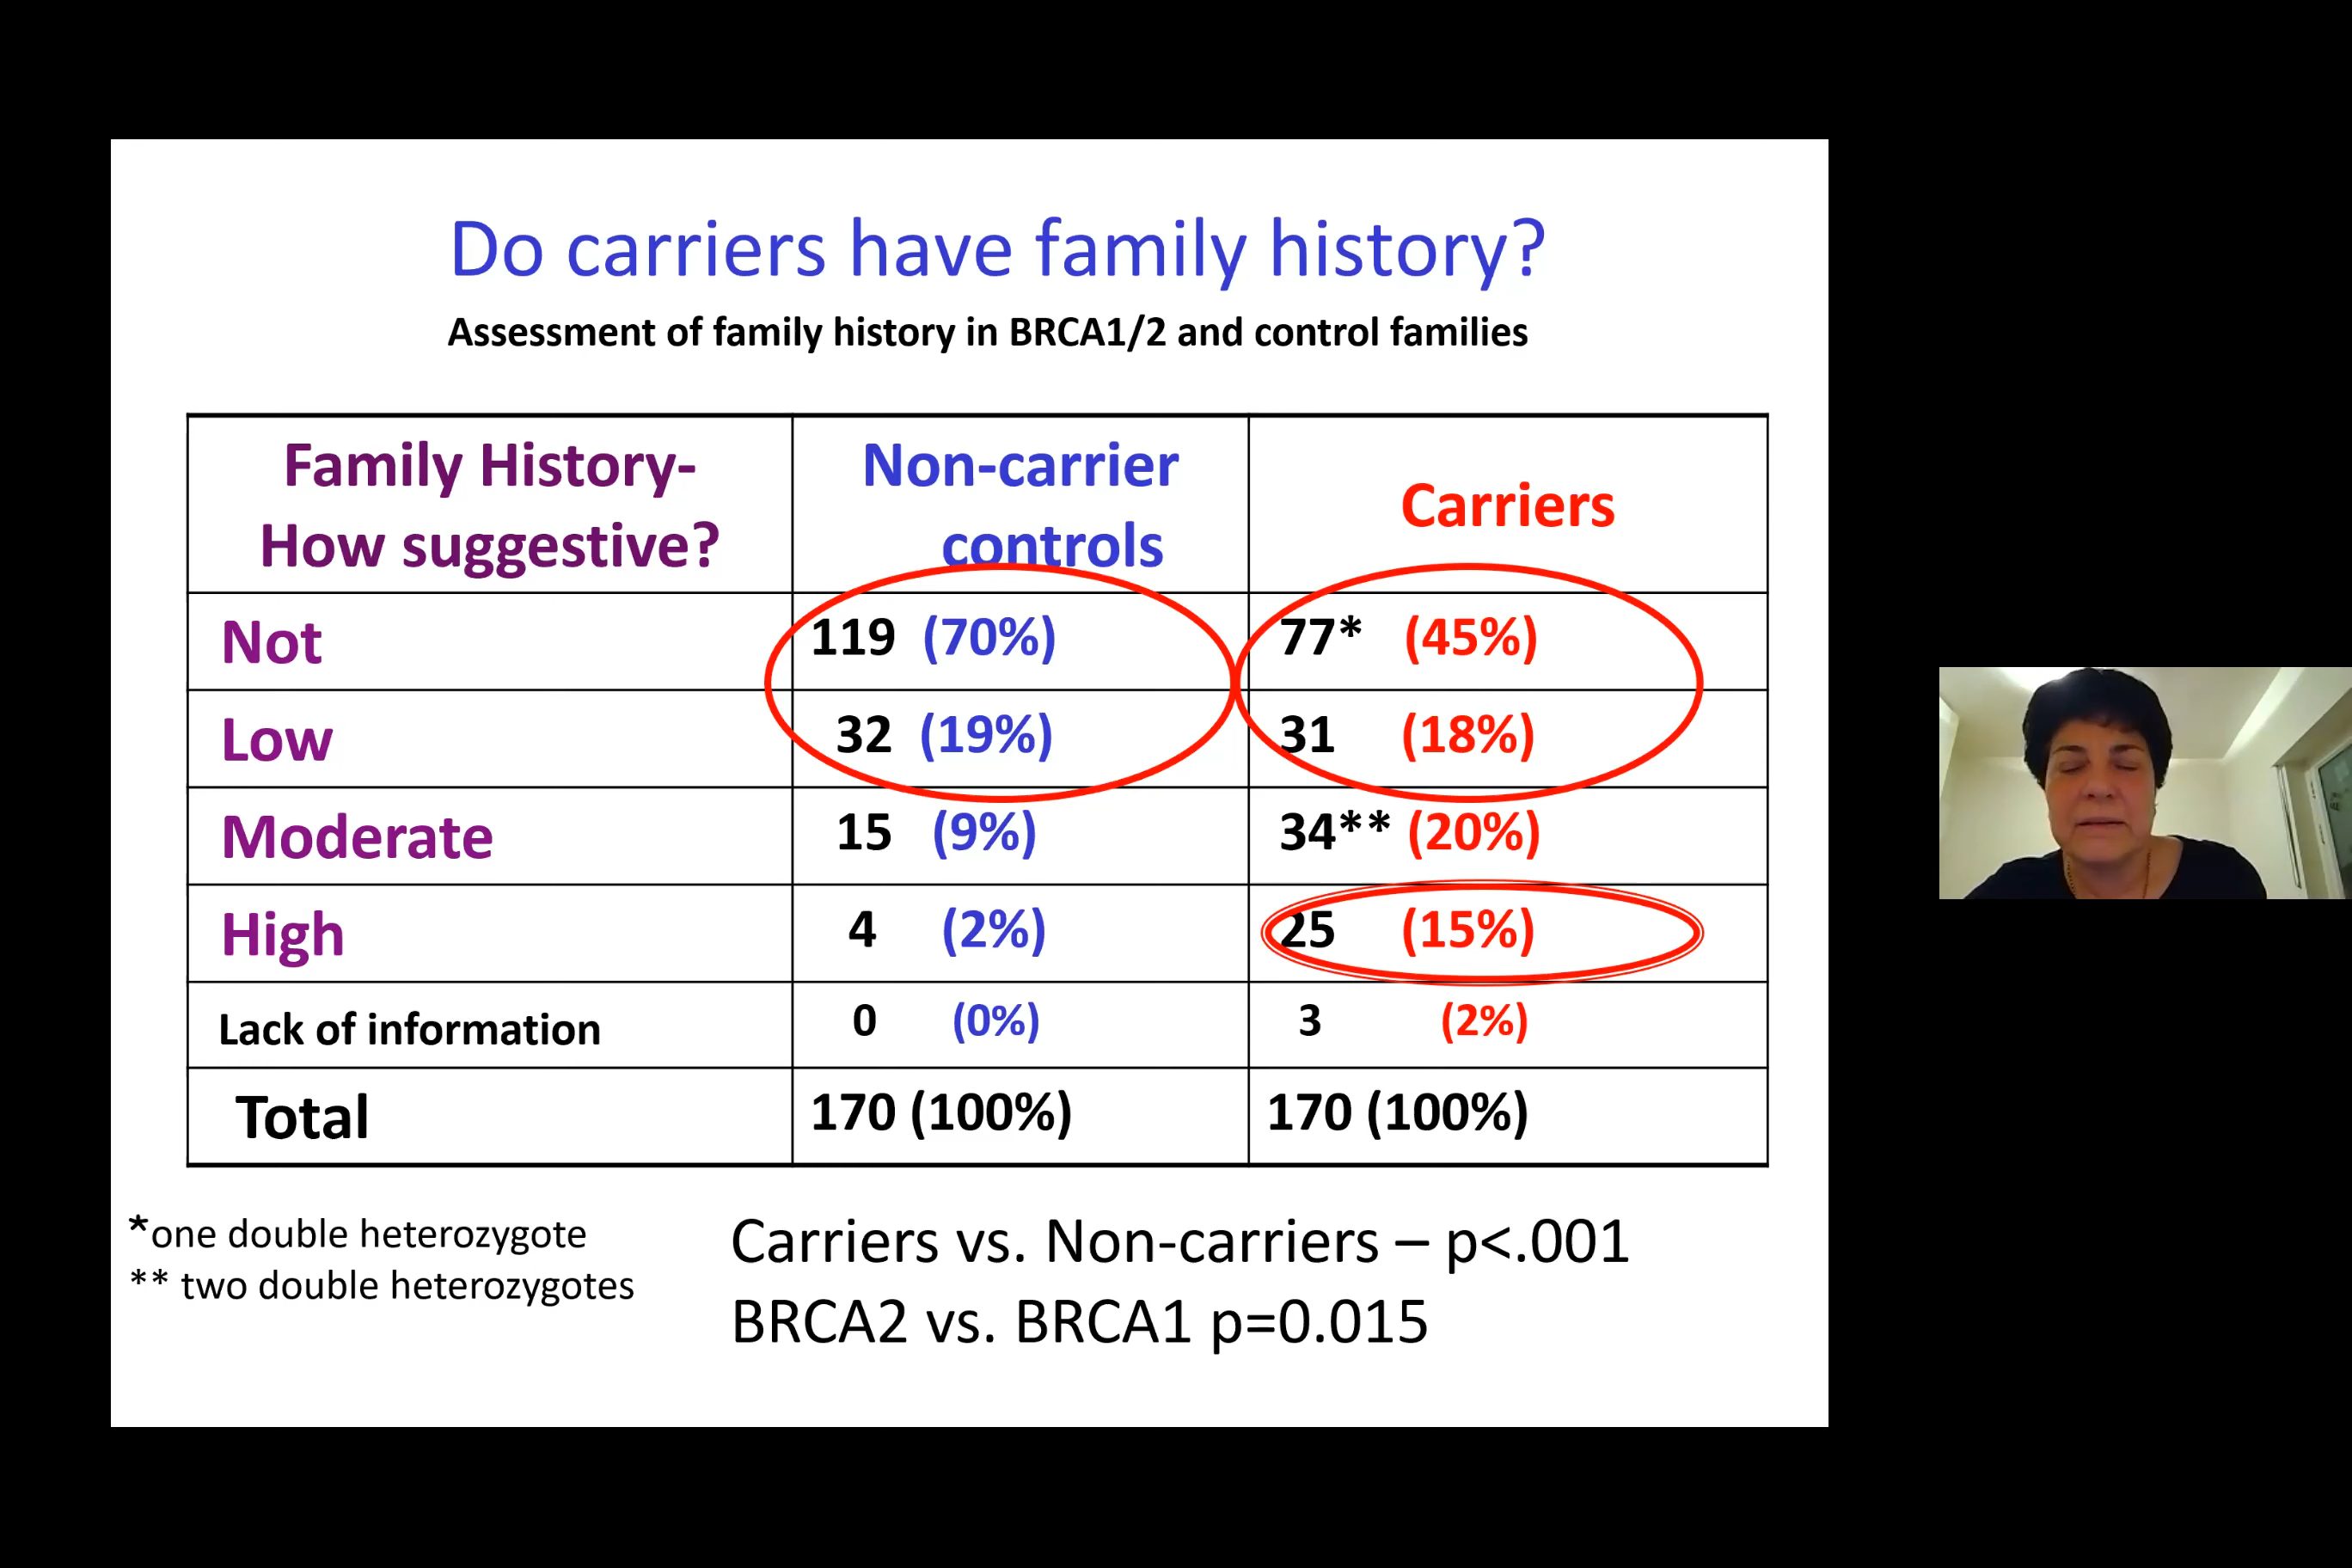 Do carriers have family history?
Assessment of family history in BRCA1/2 and control families
Family History-
How suggestive?
Non-carrier
controls
Carriers
Not 119 (70%) 77* (45%)
Low 32 (19%) 31 (18%)
Moderate 15 (9%) 34** (20%)
High 4 (2%) 25 (15%)
Lack of information 0 (0%) 3 (2%)
Total 170 (100%) 170 (100%)
*one double heterozygote
** two double heterozygotes
Carriers vs. Non-carriers – p<.001
BRCA2 vs. BRCA1 p=0.015